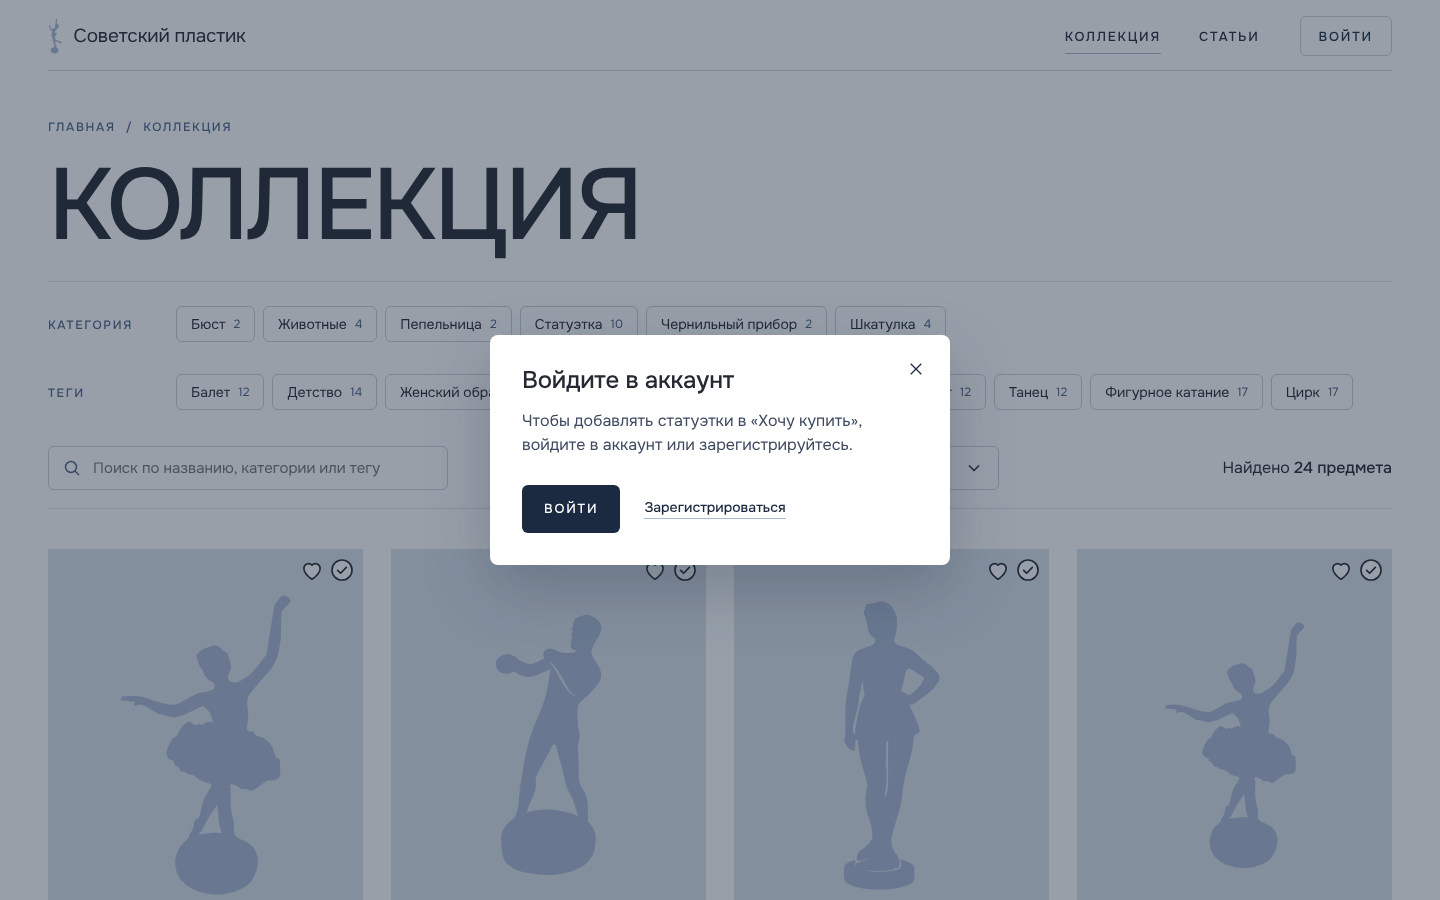 Советский пластик
КОЛЛЕКЦИЯ СТАТЬИ ВОЙТИ
ГЛАВНАЯ / КОЛЛЕКЦИЯ
КОЛЛЕКЦИЯ
КАТЕГОРИЯ Бюст 2 Животные 4 Пепельница 2 Статуэтка 10 Чернильный прибор 2 Шкатулка 4
ТЕГИ Балет 12 Детство 14 Женский 12 Танец 12 Фигурное катание 17 Цирк 17
Поиск по названию, категории или тегу
Найдено 24 предмета
Войдите в аккаунт
Чтобы добавлять статуэтки в «Хочу купить»,
войдите в аккаунт или зарегистрируйтесь.
ВОЙТИ Зарегистрироваться